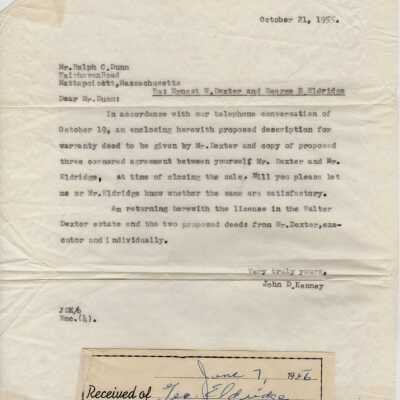 October 21, 1955.
Mr. Ralph C. Dunn
Fairhaven Road
Mattapoisett, Massachusetts
Re: Ernest W. Dexter and George D. Eldridge
Dear Mr. Dunn:
In accordance with our telephone conversation of
October 19, am enclosing herewith proposed description for
warranty deed to be given by Mr. Dexter and copy of proposed
three cornered agreement between yourself Mr. Dexter and Mr.
Eldridge, at time of closing the sale. Will you please let
me or Mr. Eldridge know whether the same are satisfactory.
Am returning herewith the license in the Walter
Dexter estate and the two proposed deeds from Mr. Dexter, exe-
cutor and individually.
Very truly yours,
John D. Kenney
JDK/
Enc. (4).
June 7, 1956
Received of Geo. Eldridge